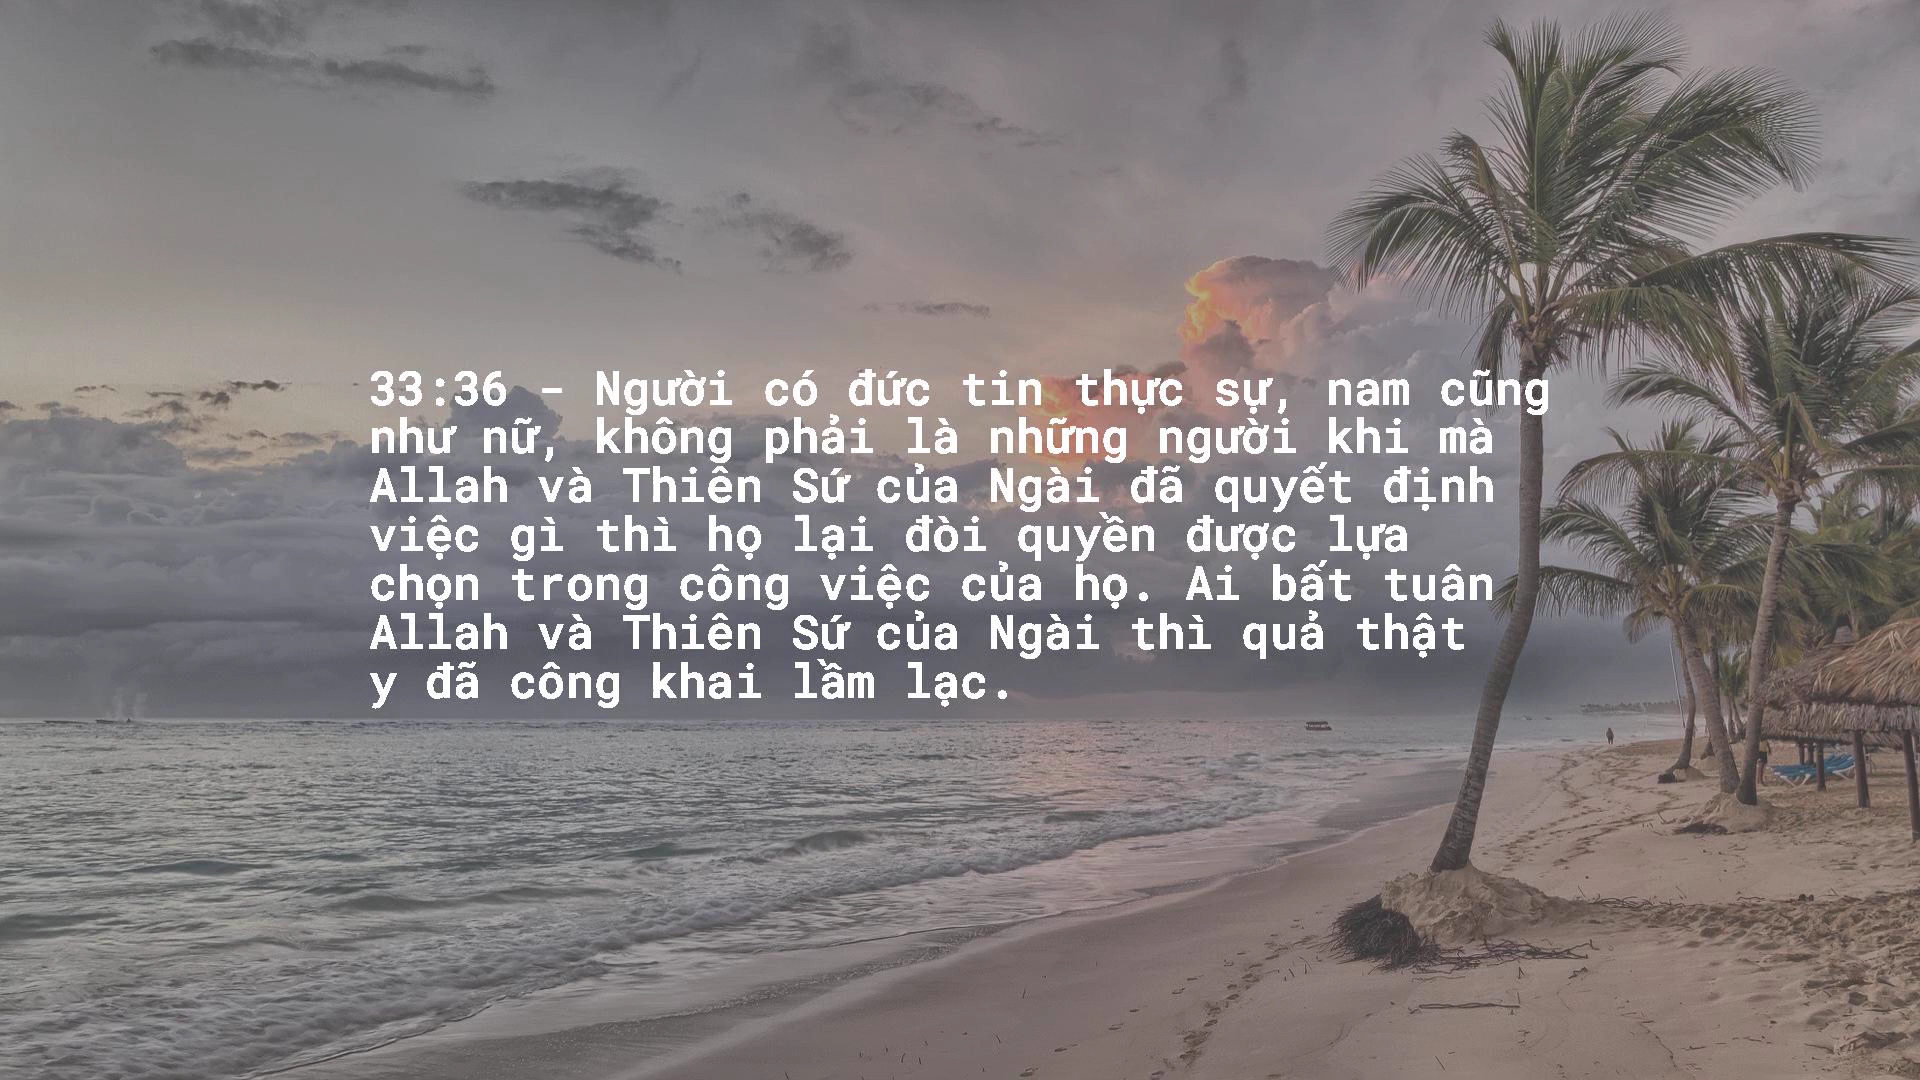 33:36 - Người có đức tin thực sự, nam cũng
như nữ, không phải là những người khi mà
Allah và Thiên Sứ của Ngài đã quyết định
việc gì thì họ lại đòi quyền được lựa
chọn trong công việc của họ. Ai bất tuân
Allah và Thiên Sứ của Ngài thì quả thật
y đã công khai lầm lạc.